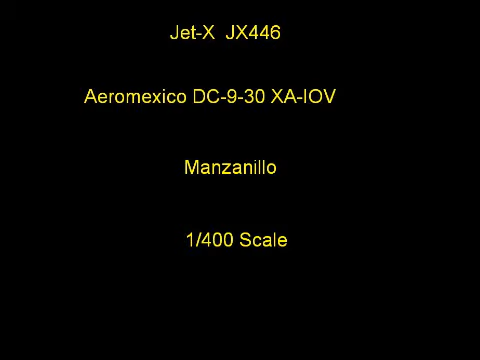 Jet-X  JX446
Aeromexico DC-9-30 XA-IOV
Manzanillo
1/400 Scale